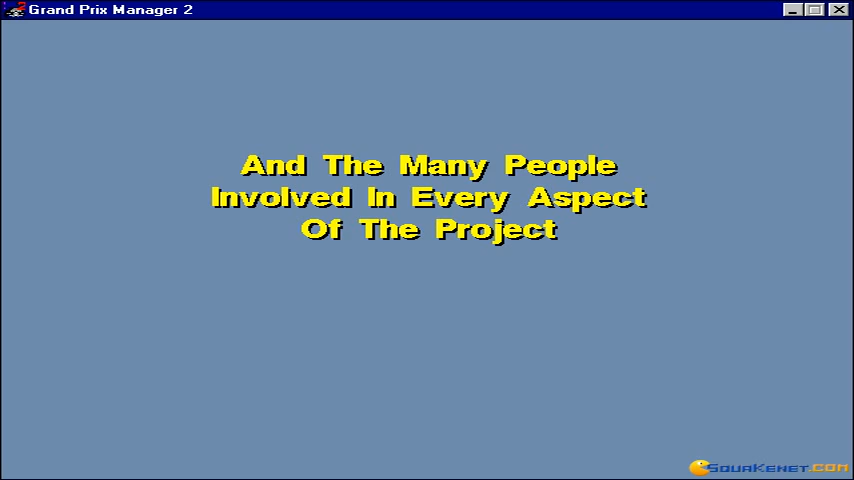 Grand Prix Manager 2
And The Many People
Involved In Every Aspect
Of The Project
SquaKenet.com